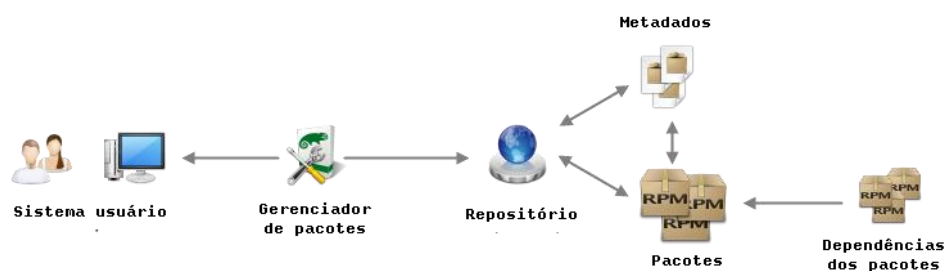 Metadados
Sistema usuário
Gerenciador
de pacotes
Repositório
RPM
RPM
RPM
Pacotes
RPM
RPM
RPM
Dependências
dos pacotes